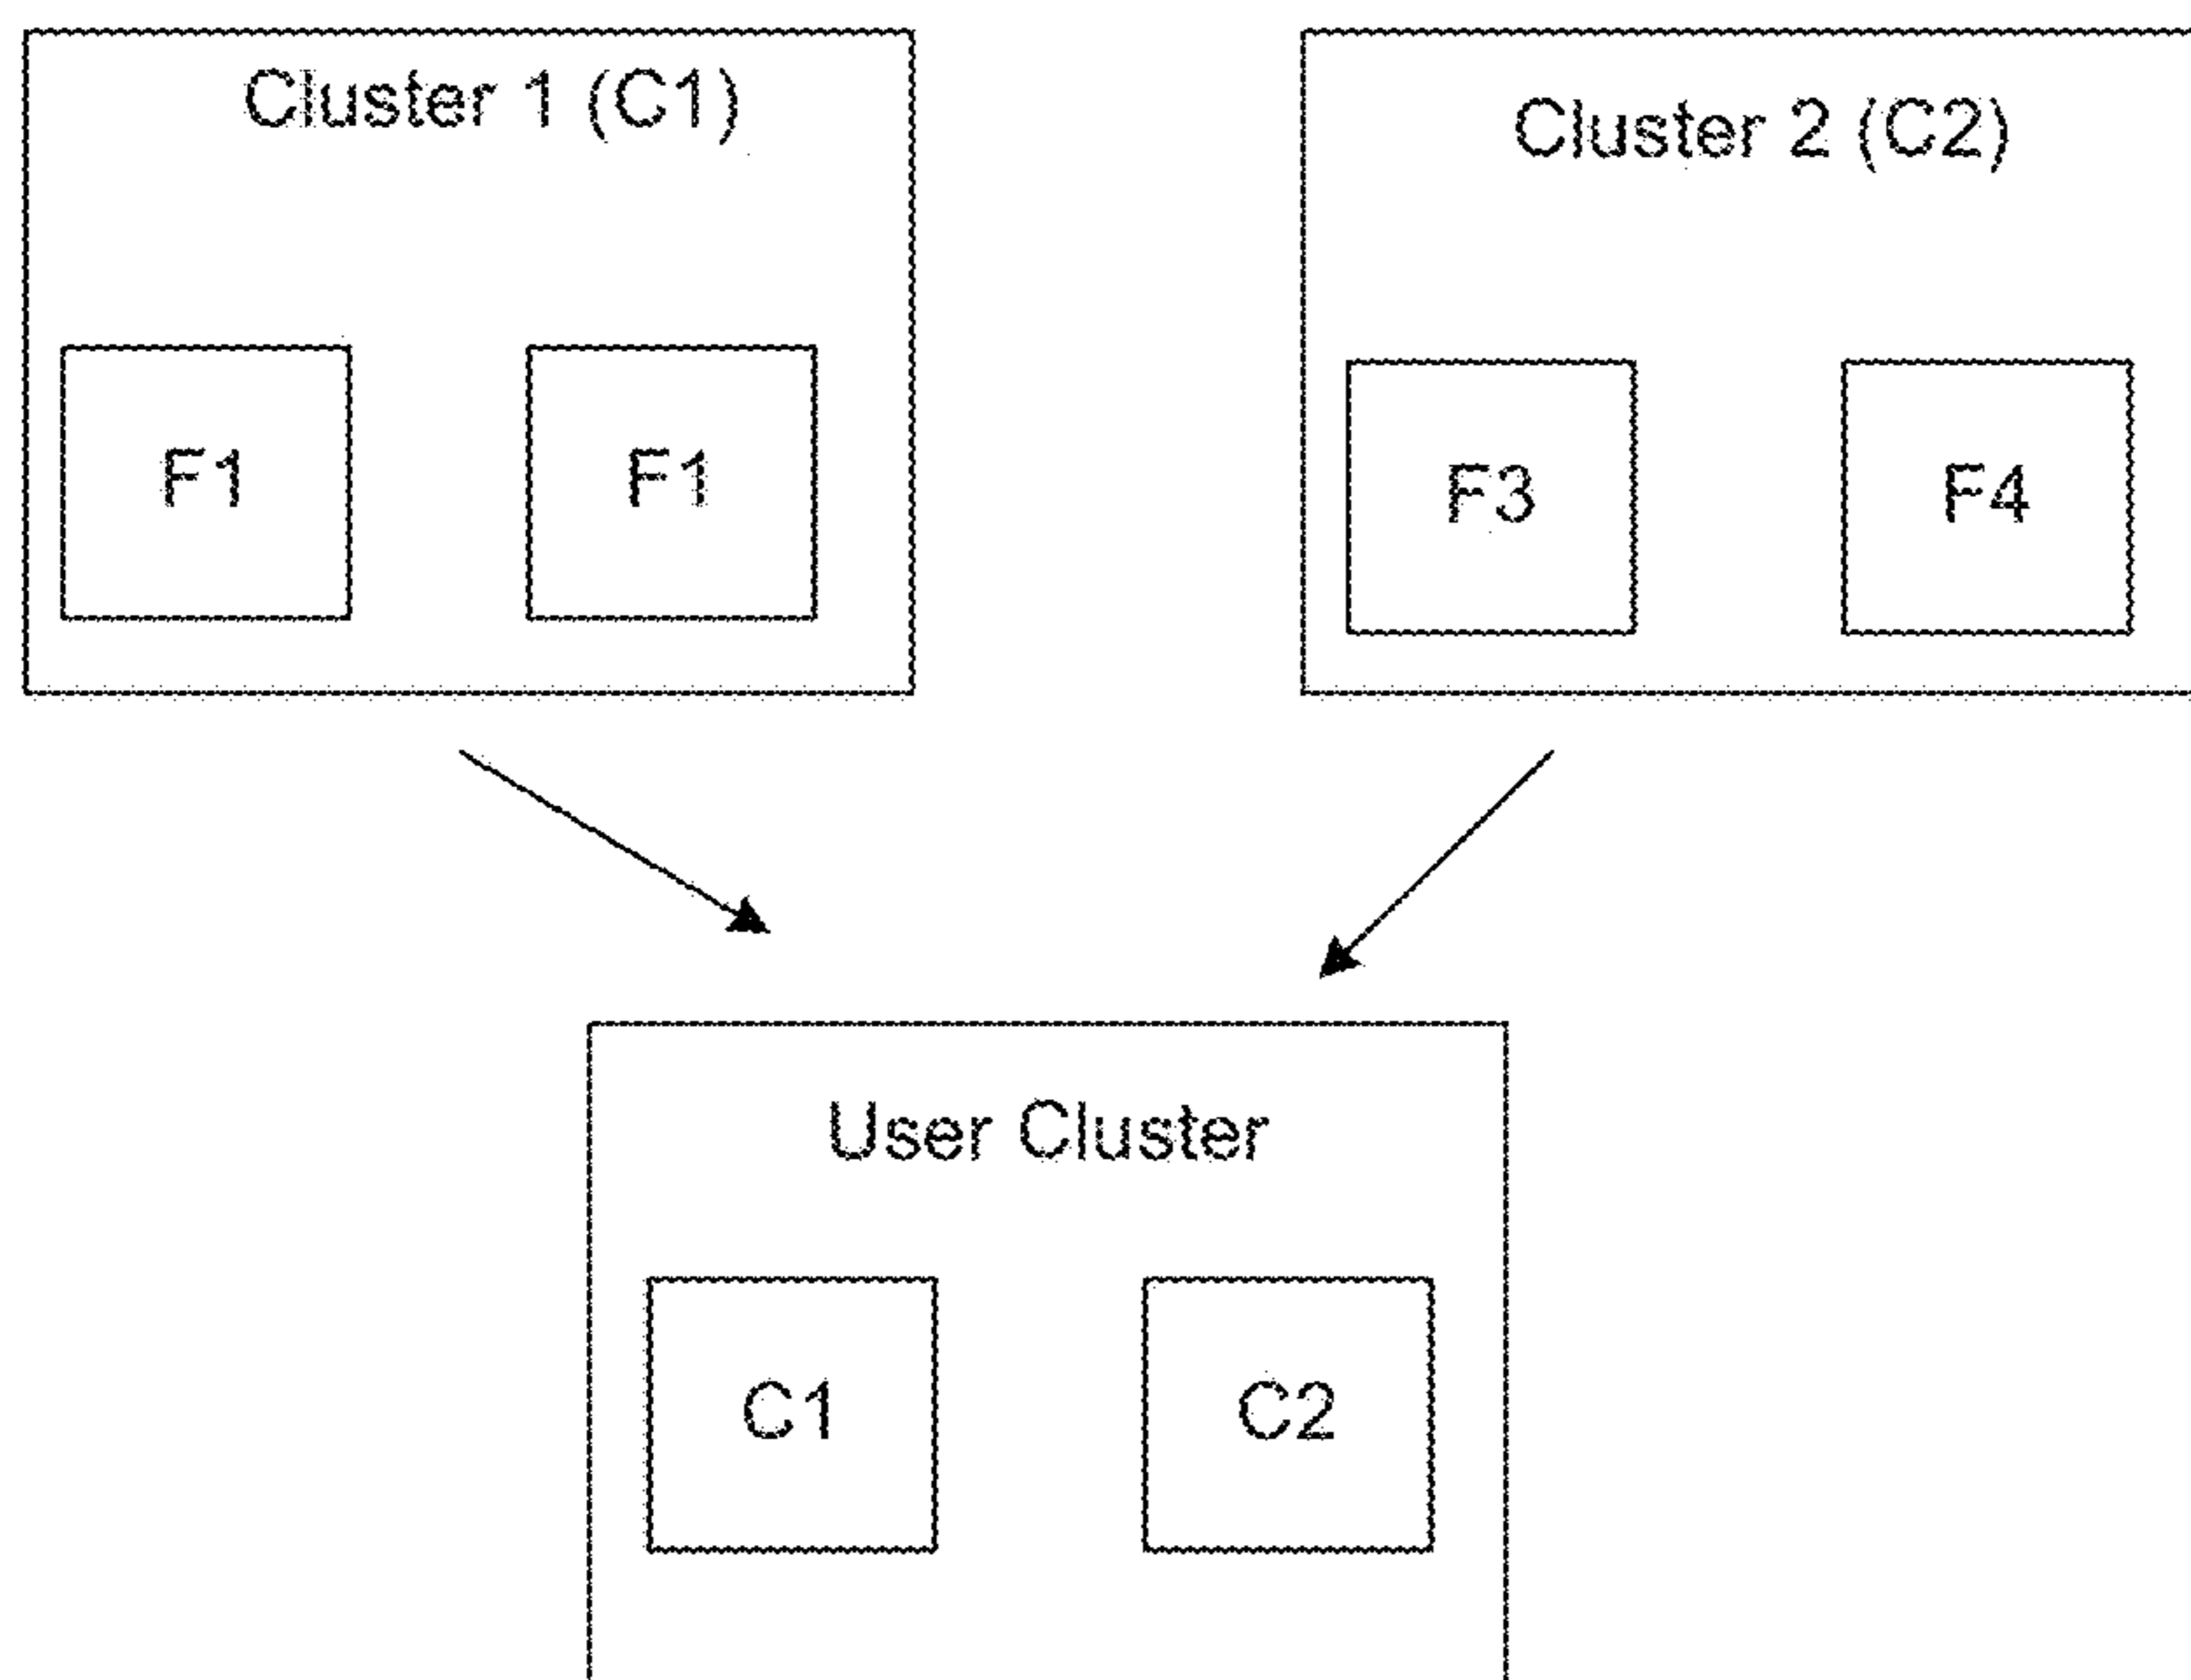 Cluster 1 (C1)
Cluster 2 (C2)
F1
F1
F3
F4
User Cluster
C1
C2